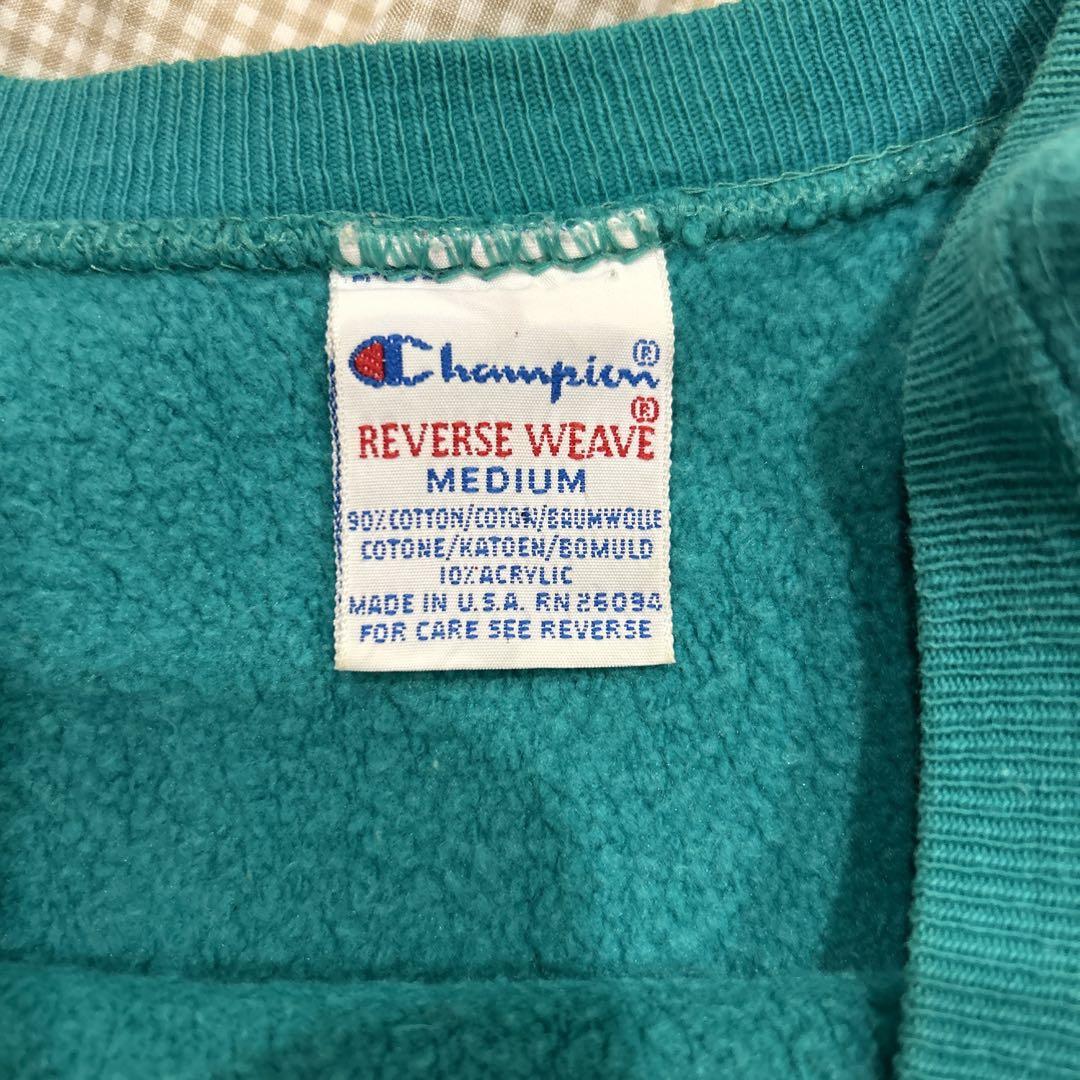 Champion®
REVERSE WEAVE®
MEDIUM
90% COTTON/COTON/BAUMWOLLE
COTONE/KATOEN/BOMULD
10% ACRYLIC
MADE IN U.S.A. RN 26094
FOR CARE SEE REVERSE